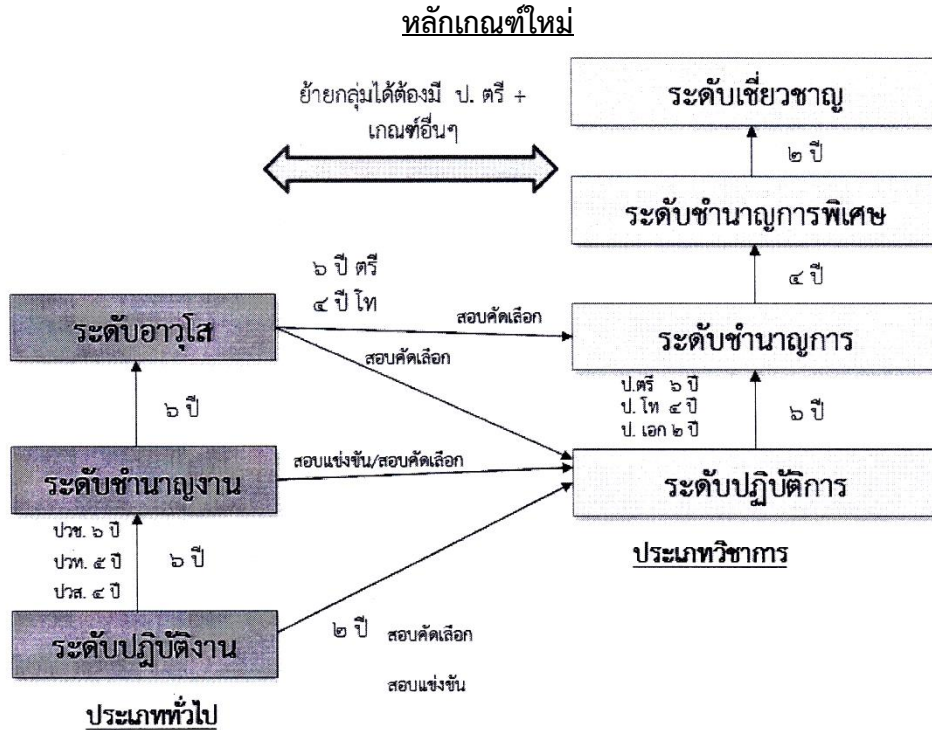 หลักเกณฑ์ใหม่
ย้ายกลุ่มได้ต้องมี ป. ตรี +
เกณฑ์อื่นๆ
ระดับเชี่ยวชาญ
๒ ปี
ระดับชำนาญการพิเศษ
๔ ปี
๖ ปี ตรี
๔ ปี โท
ระดับอาวุโส
สอบคัดเลือก
สอบคัดเลือก
ระดับชำนาญการ
ป.ตรี ๖ ปี
ป. โท ๔ ปี
ป. เอก ๒ ปี
๖ ปี
๖ ปี
ระดับชำนาญงาน
สอบแข่งขัน/สอบคัดเลือก
ระดับปฏิบัติการ
ประเภทวิชาการ
ปวช. ๖ ปี
ปวท. ๕ ปี
ปวส. ๔ ปี
๖ ปี
ระดับปฏิบัติงาน
๒ ปี สอบคัดเลือก
สอบแข่งขัน
ประเภททั่วไป